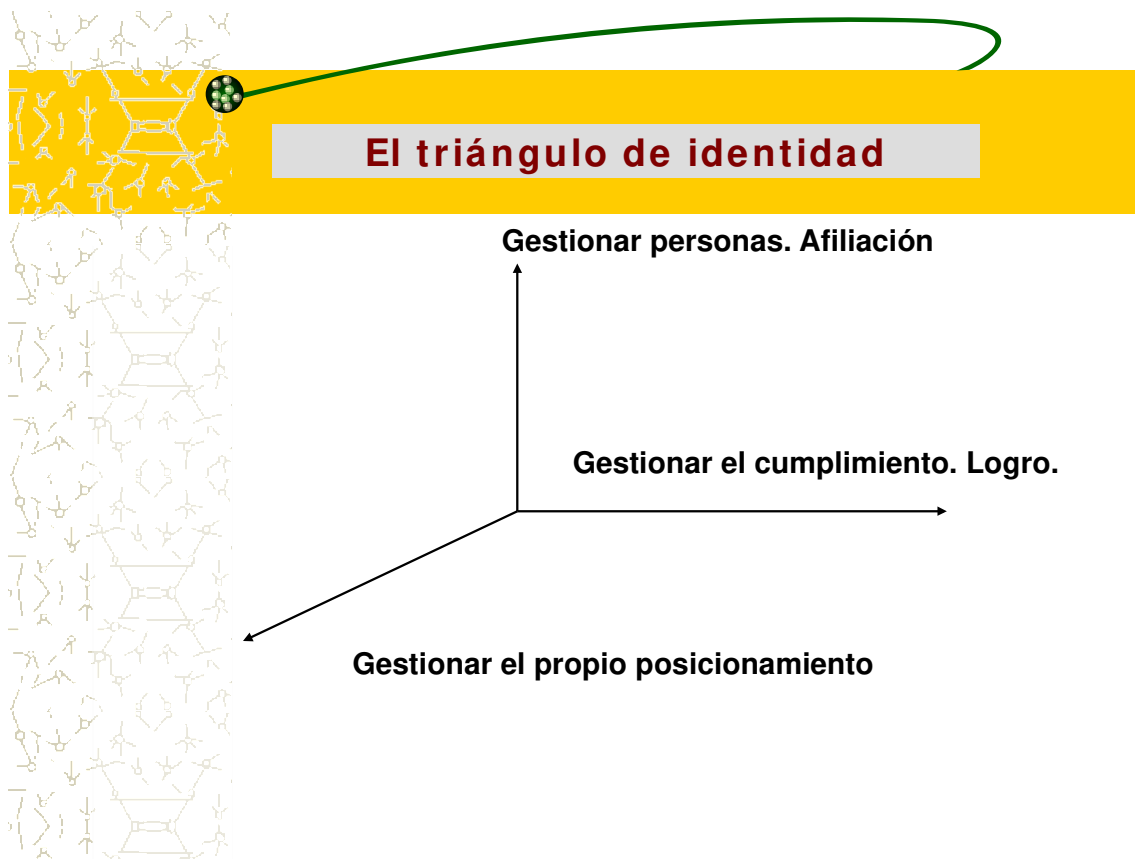 El triángulo de identidad
Gestionar personas. Afiliación
Gestionar el cumplimiento. Logro.
Gestionar el propio posicionamiento